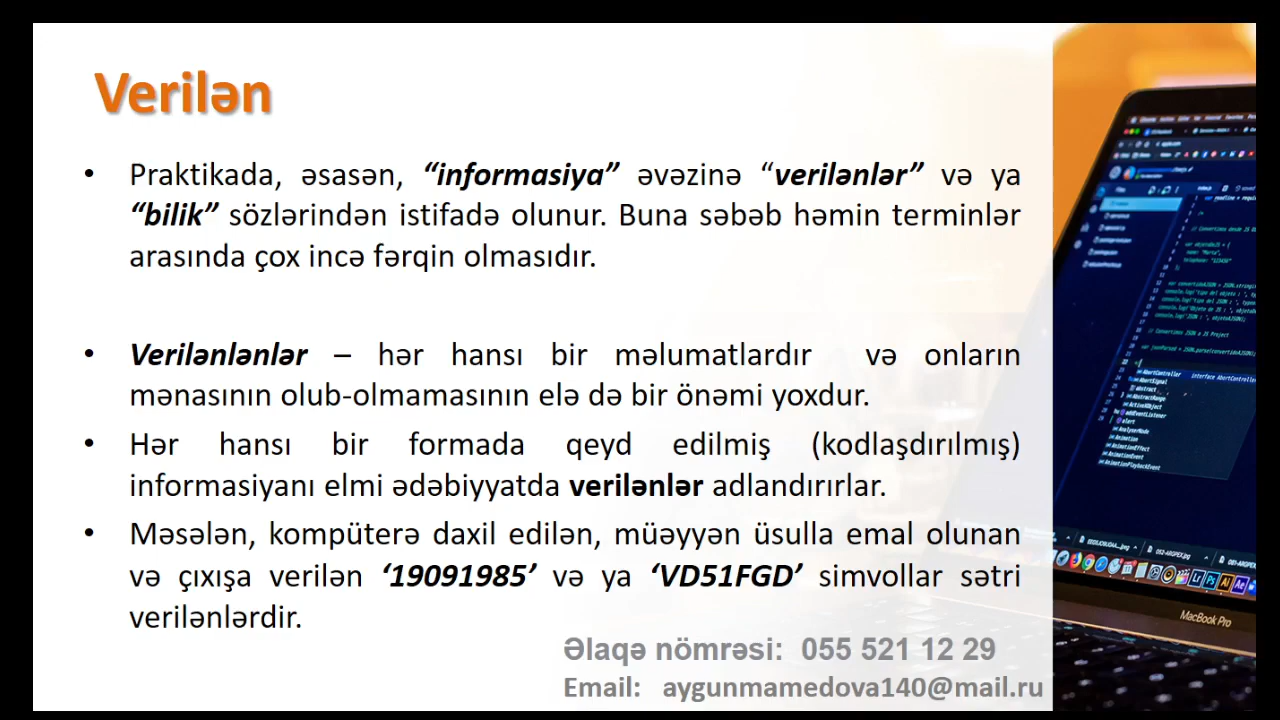 Verilən
• Praktikada, əsasən, “informasiya” əvəzinə “verilənlər” və ya
“bilik” sözlərindən istifadə olunur. Buna səbəb həmin terminlər
arasında çox incə fərqin olmasıdır.
• Verilənlənlər – hər hansı bir məlumatlardır və onların
mənasının olub-olmamasının elə də bir önəmi yoxdur.
• Hər hansı bir formada qeyd edilmiş (kodlaşdırılmış)
informasiyanı elmi ədəbiyyatda verilənlər adlandırırlar.
• Məsələn, kompüterə daxil edilən, müəyyən üsulla emal olunan
və çıxışa verilən ‘19091985’ və ya ‘VD51FGD’ simvollar sətri
verilənlərdir.
Əlaqə nömrəsi: 055 521 12 29
Email: aygunmamedova140@mail.ru
MacBook Pro